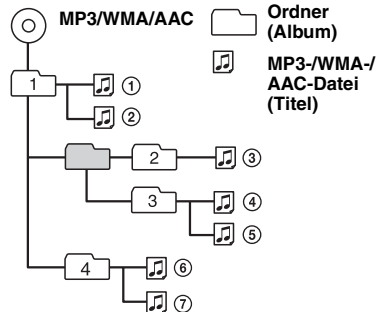 MP3/WMA/AAC
Ordner
(Album)
MP3-/WMA-/
AAC-Datei
(Titel)
1
①
②
2
③
3
④
⑤
4
⑥
⑦